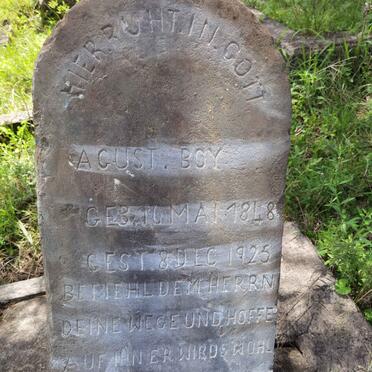 HIER RUHT.IN.GOTT
AGUST. BOY
GEB.10 MAI.1848
GEST 8 DEC 1925
BEFIEHL DEM HERRN
DEINE WEGE UND HOFFE
AUF IHN ER WIRDS WOHL